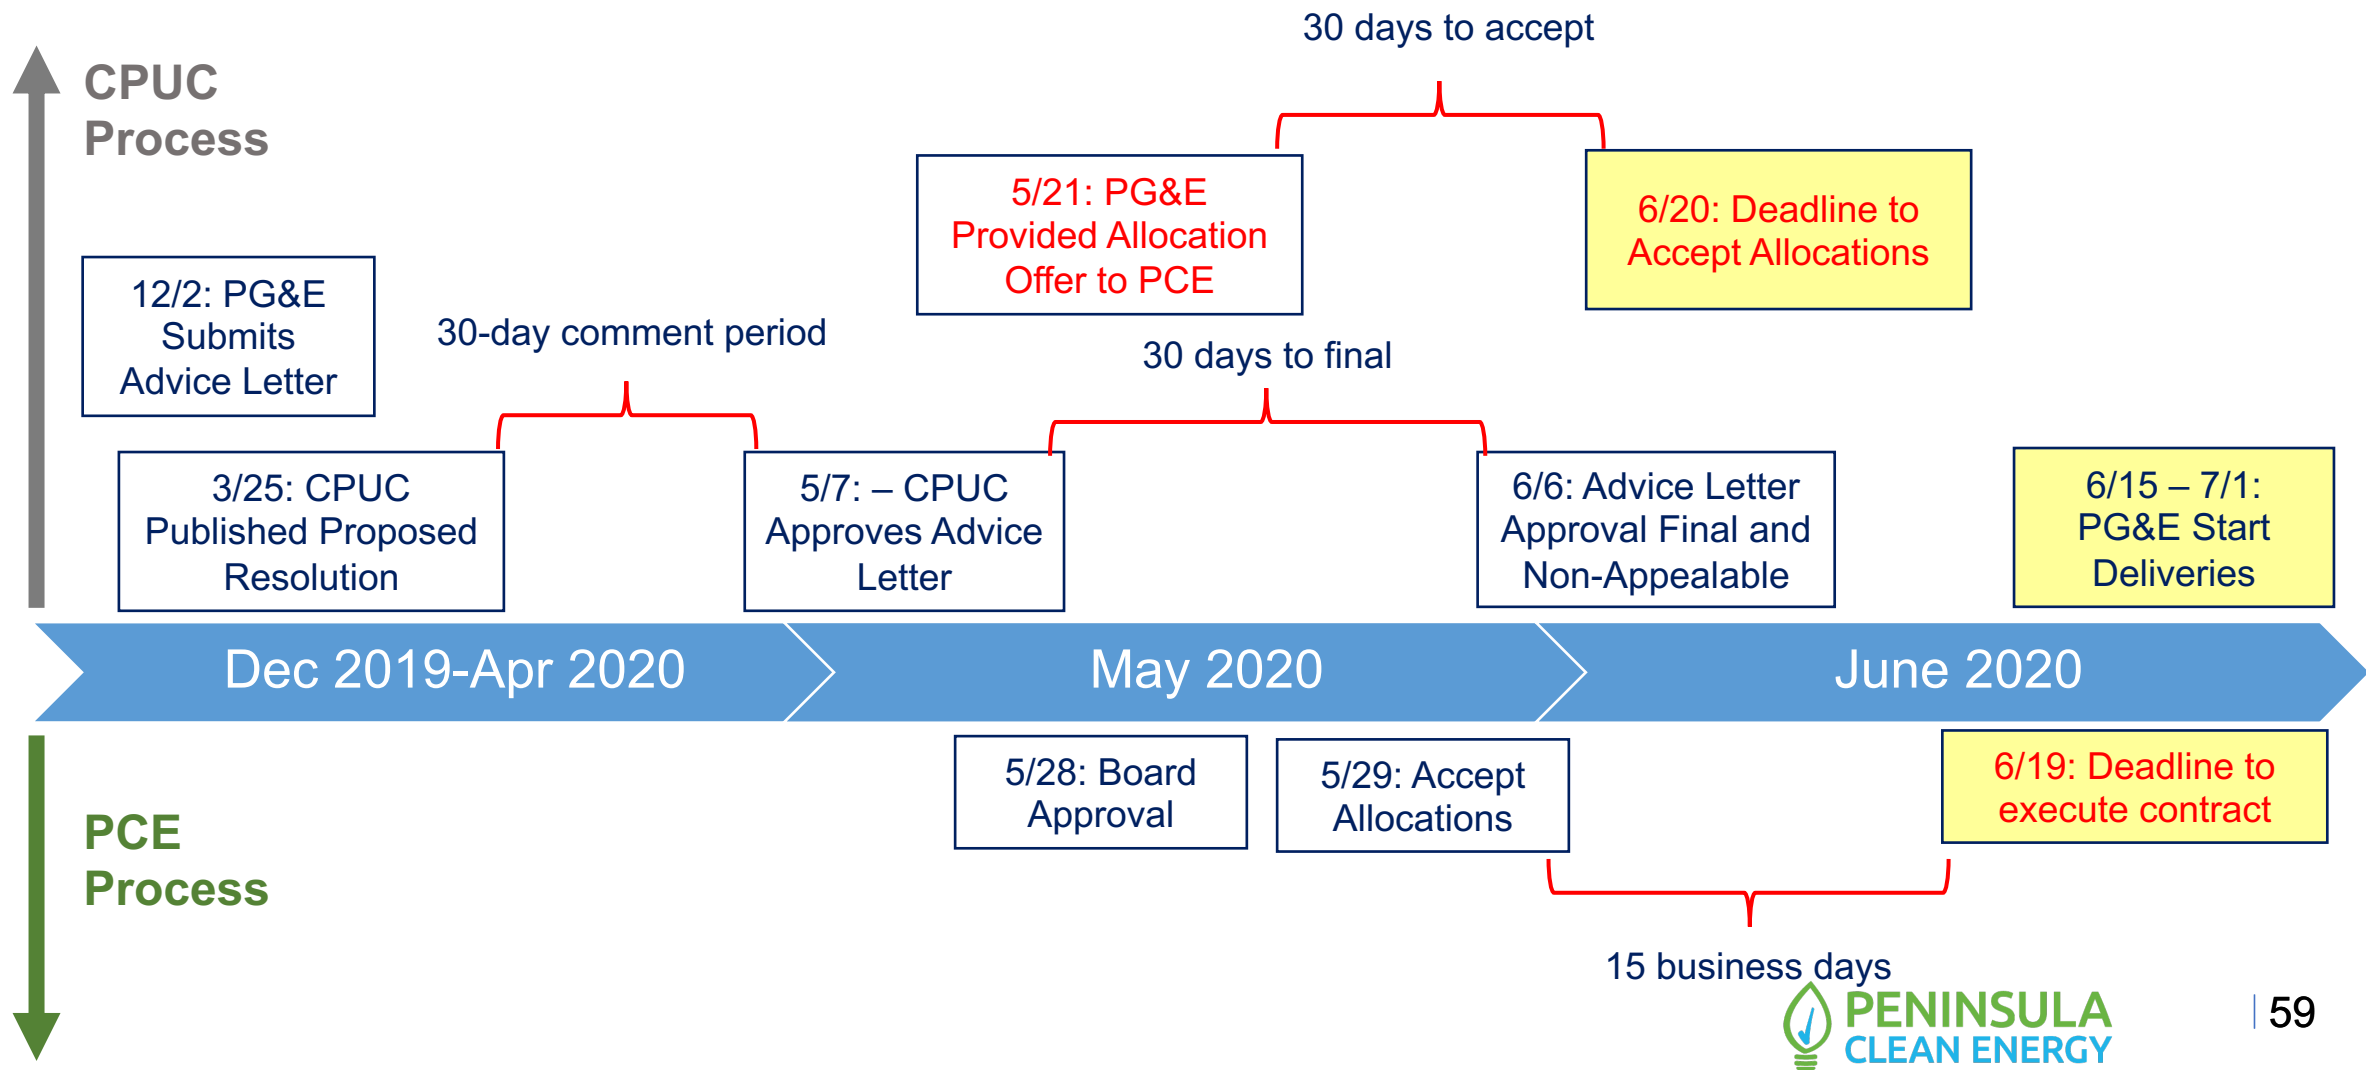 30 days to accept
CPUC
Process
5/21: PG&E
Provided Allocation
Offer to PCE
6/20: Deadline to
Accept Allocations
12/2: PG&E
Submits
Advice Letter
30-day comment period
30 days to final
3/25: CPUC
Published Proposed
Resolution
5/7: – CPUC
Approves Advice
Letter
6/6: Advice Letter
Approval Final and
Non-Appealable
6/15 – 7/1:
PG&E Start
Deliveries
Dec 2019-Apr 2020
May 2020
June 2020
5/28: Board
Approval
5/29: Accept
Allocations
6/19: Deadline to
execute contract
PCE
Process
15 business days
PENINSULA
CLEAN ENERGY
59